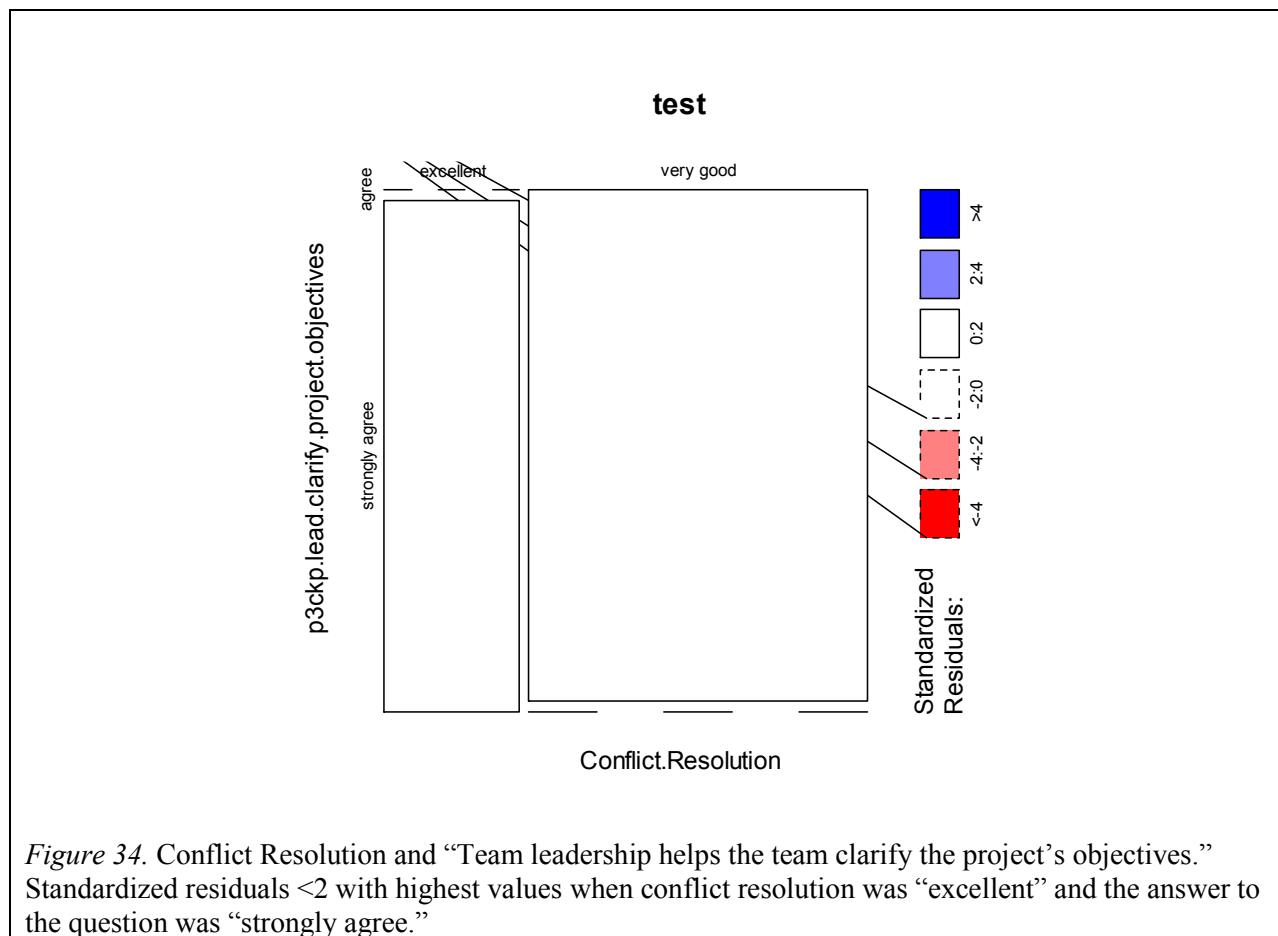 test
excellent
very good
agree
strongly agree
p3ckp.lead.clarify.project.objectives
>4
2:4
0:2
-2:0
-4:-2
<-4
Standardized
Residuals:
Conflict.Resolution
Figure 34. Conflict Resolution and “Team leadership helps the team clarify the project’s objectives.”
Standardized residuals <2 with highest values when conflict resolution was “excellent” and the answer to
the question was “strongly agree.”